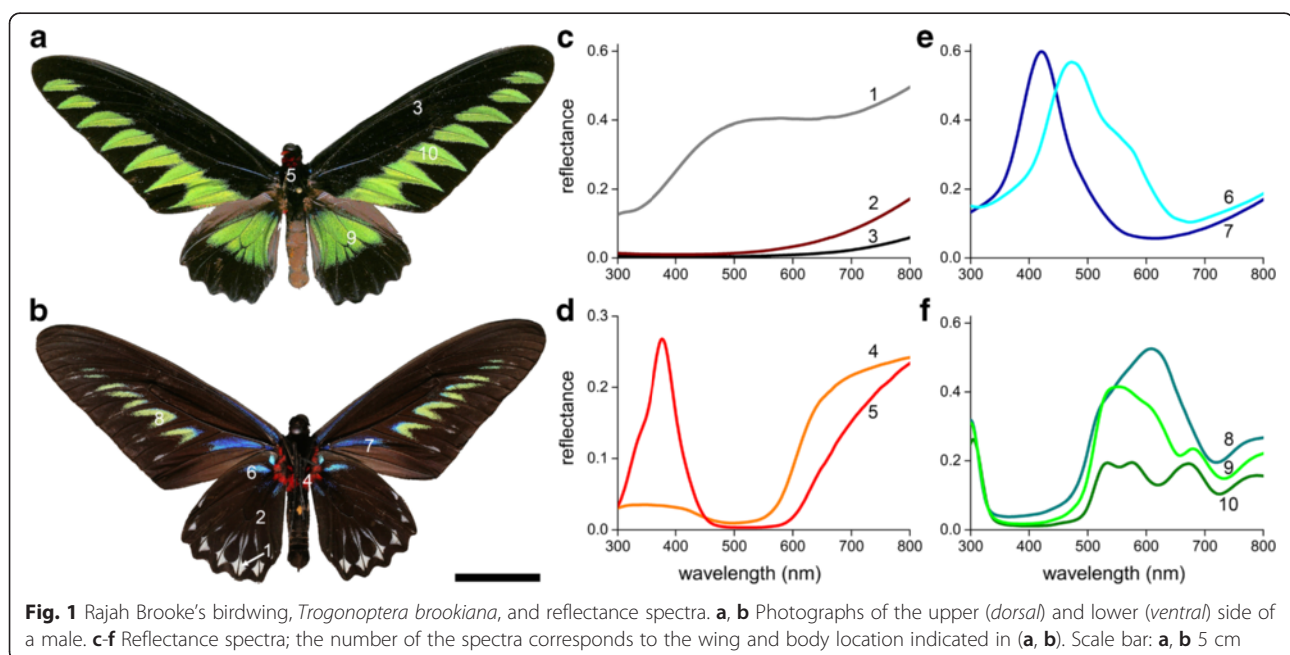 a
3
10
5
9
b
8
7
6
4
2
1
c
0.6
0.4
0.2
0.0
reflectance
1
2
3
300 400 500 600 700 800
d
0.3
0.2
0.1
0.0
reflectance
4
5
300 400 500 600 700 800
wavelength (nm)
e
0.6
0.4
0.2
0.0
6
7
300 400 500 600 700 800
f
0.6
0.4
0.2
0.0
8
9
10
300 400 500 600 700 800
wavelength (nm)
Fig. 1 Rajah Brooke's birdwing, Trogonoptera brookiana, and reflectance spectra. a, b Photographs of the upper (dorsal) and lower (ventral) side of
a male. c-f Reflectance spectra; the number of the spectra corresponds to the wing and body location indicated in (a, b). Scale bar: a, b 5 cm